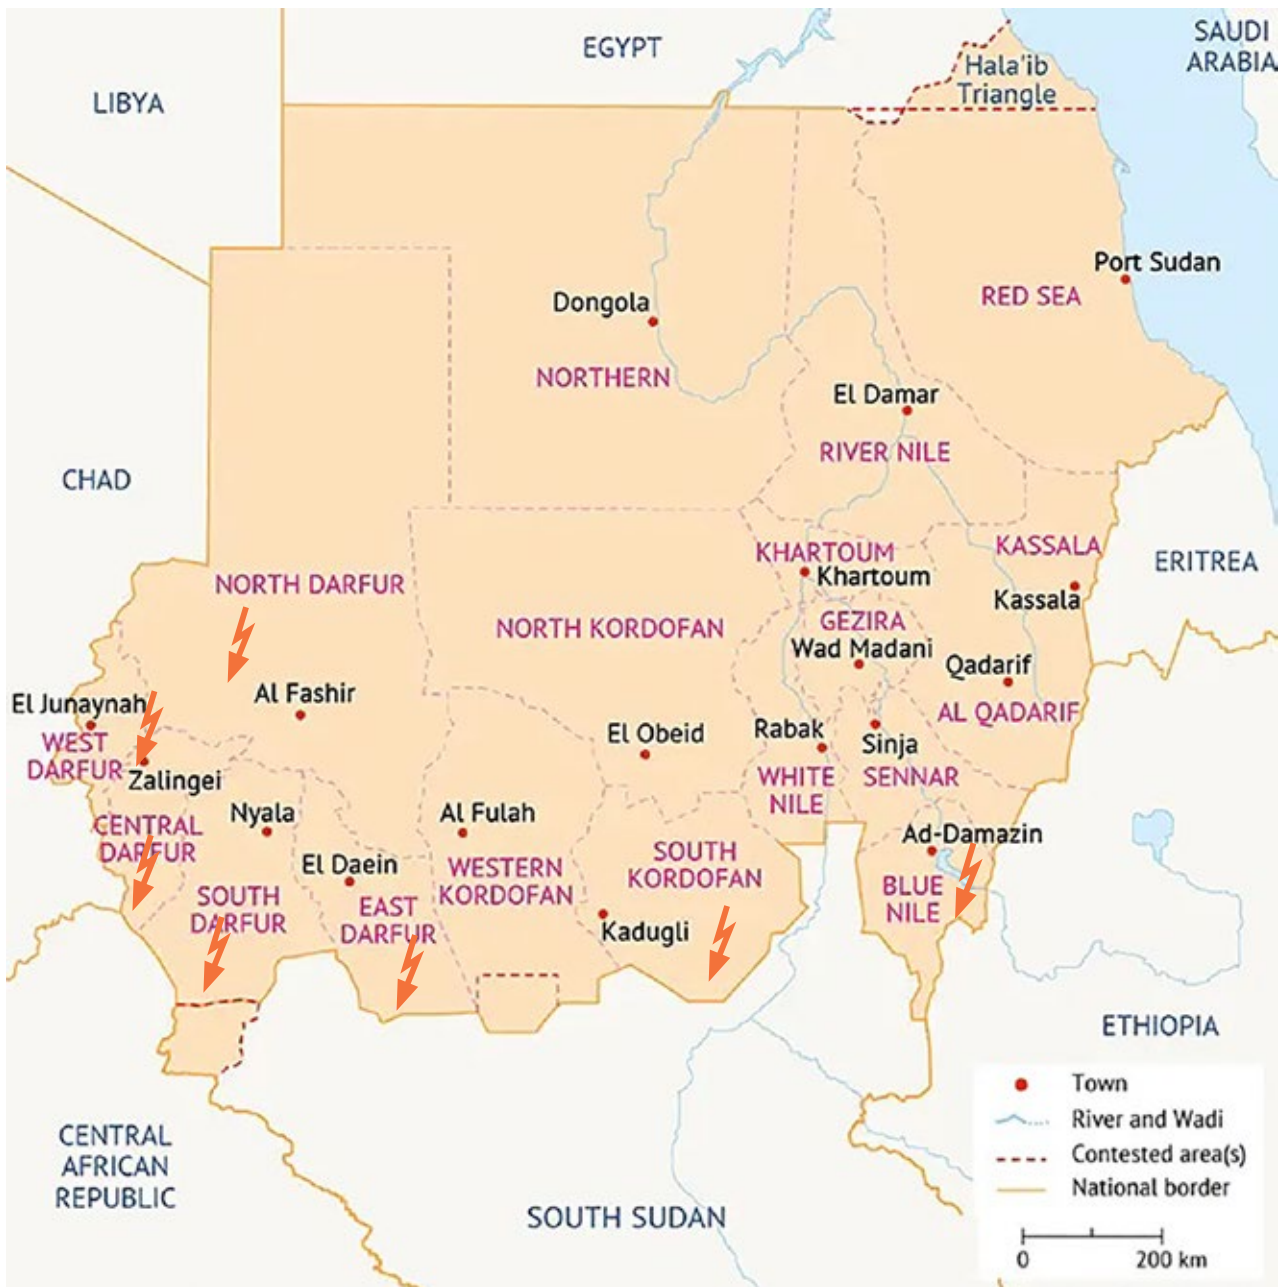 EGYPT
SAUDI
ARABIA
LIBYA
Hala'ib
Triangle
Port Sudan
RED SEA
Dongola
NORTHERN
El Damar
RIVER NILE
CHAD
KHARTOUM
Khartoum
KASSALA
ERITREA
NORTH DARFUR
Kassala
NORTH KORDOFAN
GEZIRA
Wad Madani
Qadarif
El Junaynah
Al Fashir
AL QADARIF
WEST
DARFUR
Zalingei
El Obeid
Rabak
Sinja
WHITE
NILE
SENNAR
Nyala
Al Fulah
CENTRAL
DARFUR
Ad-Damazin
El Daein
WESTERN
KORDOFAN
SOUTH
KORDOFAN
SOUTH
DARFUR
EAST
DARFUR
BLUE
NILE
Kadugli
ETHIOPIA
CENTRAL
AFRICAN
REPUBLIC
SOUTH SUDAN
Town
River and Wadi
Contested area(s)
National border
0 200 km